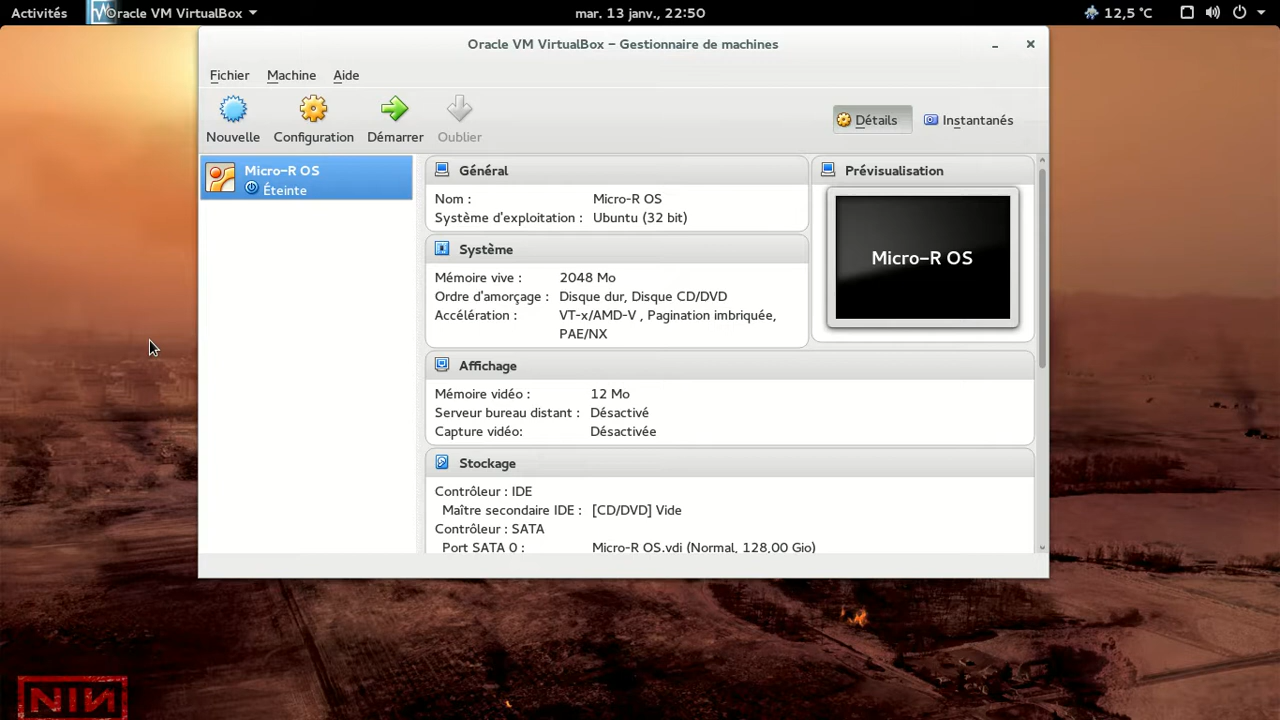 Activités Oracle VM VirtualBox mar. 13 janv., 22:50 12,5 °C
Oracle VM VirtualBox – Gestionnaire de machines
Fichier Machine Aide
Nouvelle Configuration Démarrer Oublier Détails Instantanés
Micro-R OS
Éteinte
Général
Nom : Micro-R OS
Système d'exploitation : Ubuntu (32 bit)
Système
Mémoire vive : 2048 Mo
Ordre d'amorçage : Disque dur, Disque CD/DVD
Accélération : VT-x/AMD-V , Pagination imbriquée,
PAE/NX
Prévisualisation
Micro-R OS
Affichage
Mémoire vidéo : 12 Mo
Serveur bureau distant : Désactivé
Capture vidéo: Désactivée
Stockage
Contrôleur : IDE
Maître secondaire IDE : [CD/DVD] Vide
Contrôleur : SATA
Port SATA 0 : Micro-R OS.vdi (Normal, 128,00 Gio)
NIИ